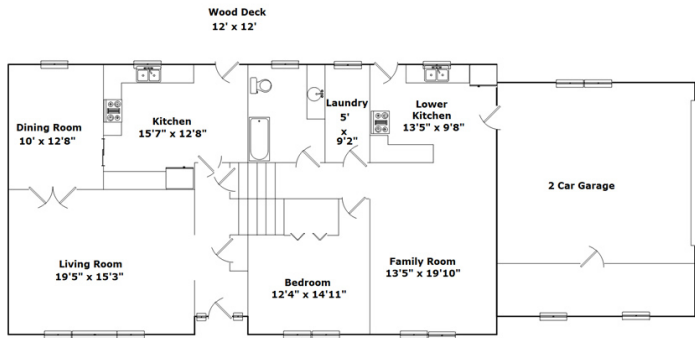 Wood Deck
12' x 12'
Dining Room
10' x 12'8"
Kitchen
15'7" x 12'8"
Laundry
5'
x
9'2"
Lower
Kitchen
13'5" x 9'8"
2 Car Garage
Living Room
19'5" x 15'3"
Bedroom
12'4" x 14'11"
Family Room
13'5" x 19'10"